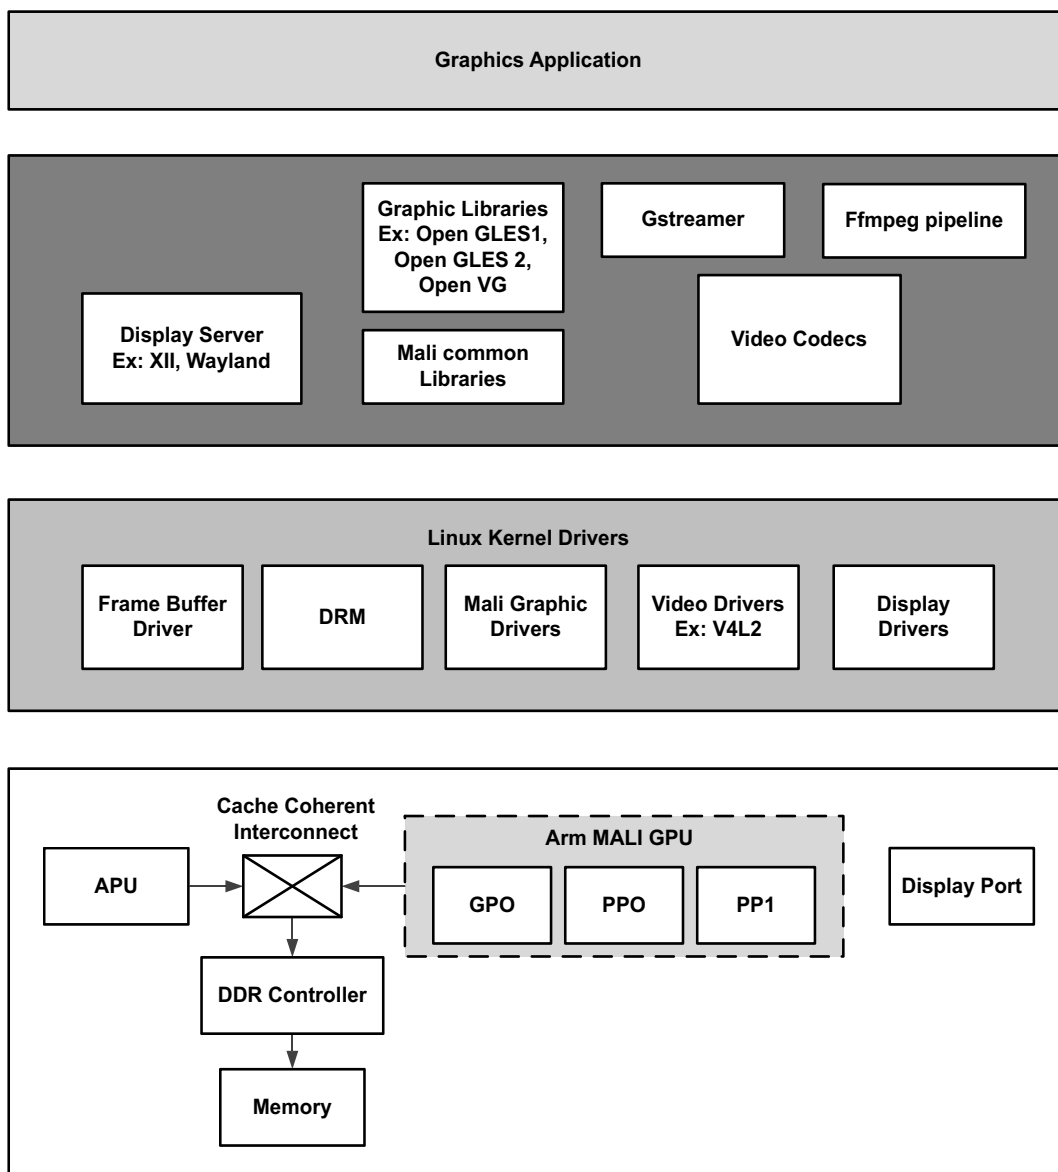 Graphics Application
Graphic Libraries
Ex: Open GLES1,
Open GLES 2,
Open VG
Gstreamer
Ffmpeg pipeline
Display Server
Ex: XII, Wayland
Mali common
Libraries
Video Codecs
Linux Kernel Drivers
Frame Buffer
Driver
DRM
Mali Graphic
Drivers
Video Drivers
Ex: V4L2
Display
Drivers
Cache Coherent
Interconnect
Arm MALI GPU
APU
GPO
PPO
PP1
Display Port
DDR Controller
Memory